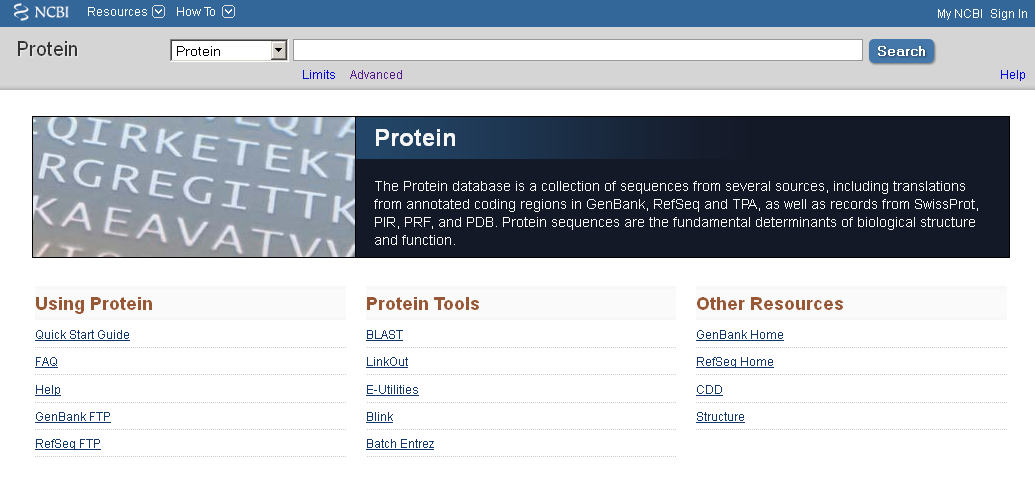 NCBI Resources How To My NCBI Sign In
Protein Protein Search
Limits Advanced Help
EQIRKETEKT
RGREGITTK
KAEAVATV
Protein
The Protein database is a collection of sequences from several sources, including translations
from annotated coding regions in GenBank, RefSeq and TPA, as well as records from SwissProt,
PIR, PRF, and PDB. Protein sequences are the fundamental determinants of biological structure
and function.
Using Protein
Quick Start Guide
FAQ
Help
GenBank FTP
RefSeq FTP
Protein Tools
BLAST
LinkOut
E-Utilities
Blink
Batch Entrez
Other Resources
GenBank Home
RefSeq Home
CDD
Structure